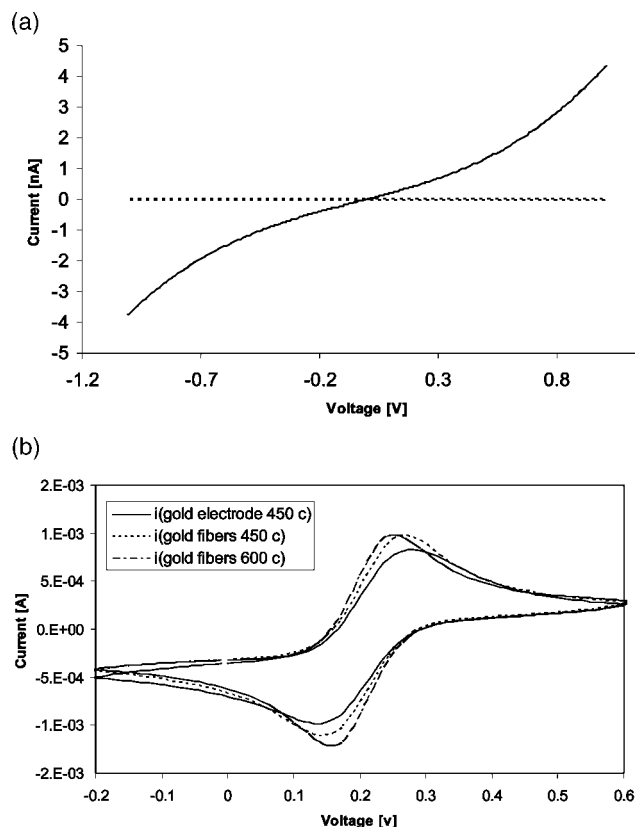 (a)
5
4
3
2
1
0
-1
-2
-3
-4
-5
Current [nA]
-1.2 -0.7 -0.2 0.3 0.8
Voltage [V]
(b)
2.E-03
1.E-03
5.E-04
0.E+00
-5.E-04
-1.E-03
-2.E-03
Current [A]
i(gold electrode 450 c)
i(gold fibers 450 c)
i(gold fibers 600 c)
-0.2 -0.1 0 0.1 0.2 0.3 0.4 0.5 0.6
Voltage [v]